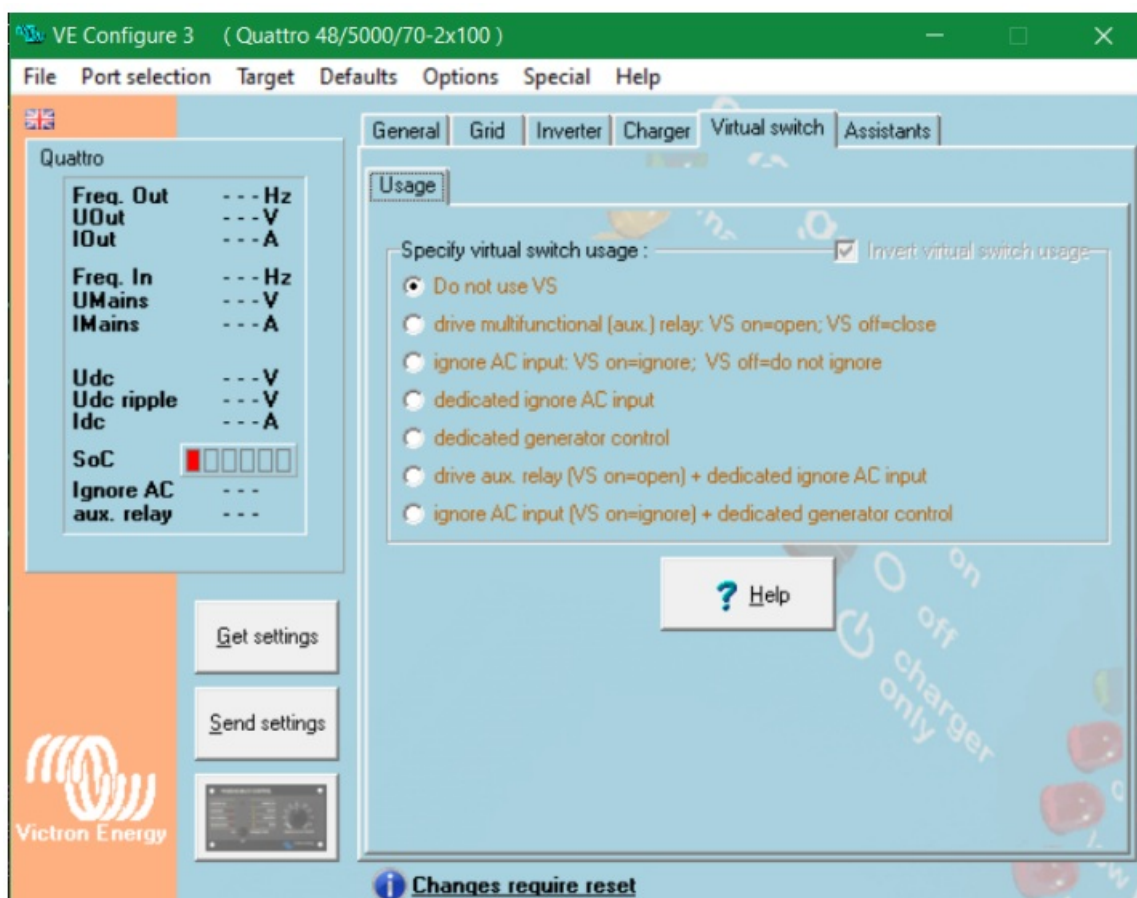 VE Configure 3 ( Quattro 48/5000/70-2x100 )
File Port selection Target Defaults Options Special Help
General Grid Inverter Charger Virtual switch Assistants
Quattro
Freq. Out ---Hz
UOut ---V
IOut ---A
Freq. In ---Hz
UMains ---V
IMains ---A
Udc ---V
Udc ripple ---V
Idc ---A
SoC
Ignore AC ---
aux. relay ---
Usage
Specify virtual switch usage :
Invert virtual switch usage
Do not use VS
drive multifunctional (aux.) relay: VS on=open; VS off=close
ignore AC input: VS on=ignore; VS off=do not ignore
dedicated ignore AC input
dedicated generator control
drive aux. relay (VS on=open) + dedicated ignore AC input
ignore AC input (VS on=ignore) + dedicated generator control
? Help
on
off
charger
only
Get settings
Send settings
Victron Energy
Changes require reset